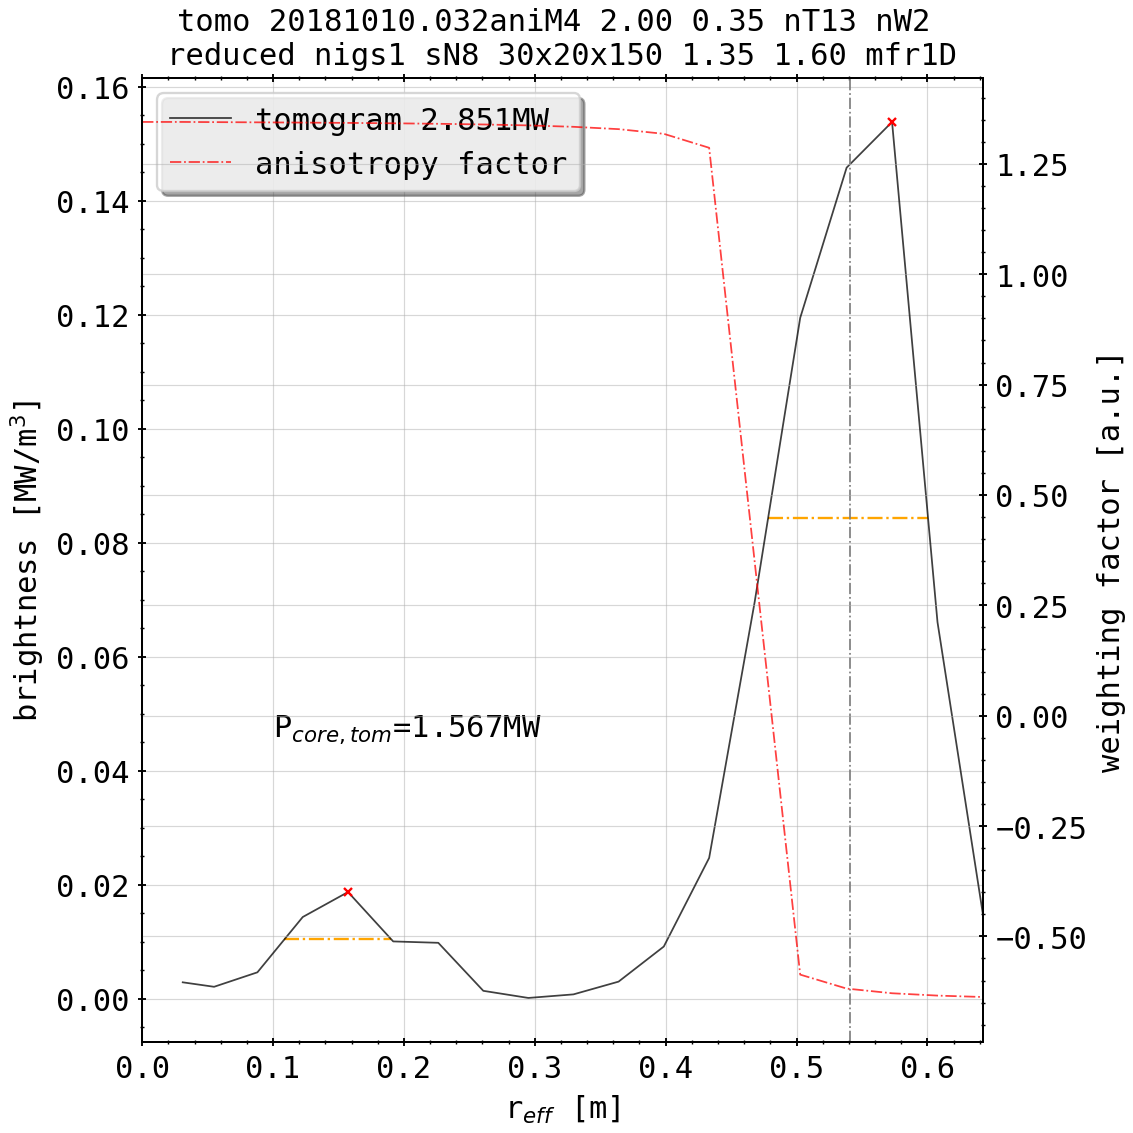 tomo 20181010.032aniM4 2.00 0.35 nT13 nW2
reduced nigs1 sN8 30x20x150 1.35 1.60 mfr1D
tomogram 2.851MW
anisotropy factor
brightness [MW/m³]
0.16
0.14
0.12
0.10
0.08
0.06
0.04
0.02
0.00
P_{core,tom}=1.567MW
1.25
1.00
0.75
0.50
0.25
0.00
−0.25
−0.50
weighting factor [a.u.]
0.0 0.1 0.2 0.3 0.4 0.5 0.6
r_{eff} [m]